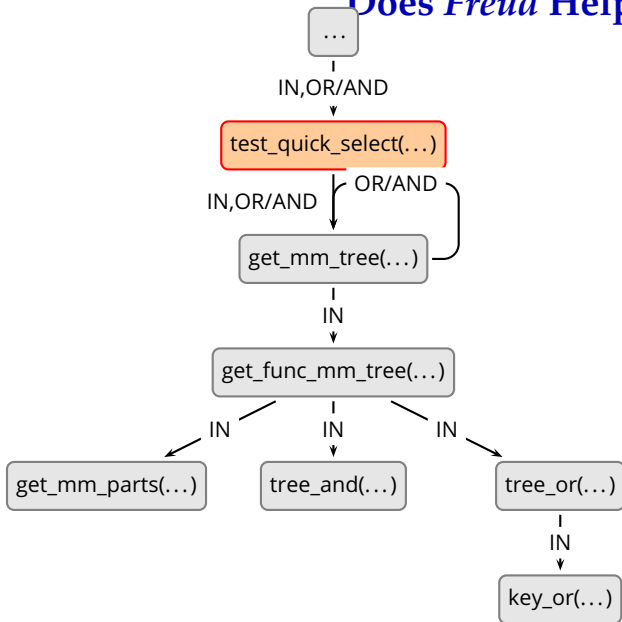 Does Freud Help
...
IN,OR/AND
test_quick_select(...)
OR/AND
IN,OR/AND
get_mm_tree(...)
IN
get_func_mm_tree(...)
IN IN IN
get_mm_parts(...) tree_and(...) tree_or(...)
IN
key_or(...)